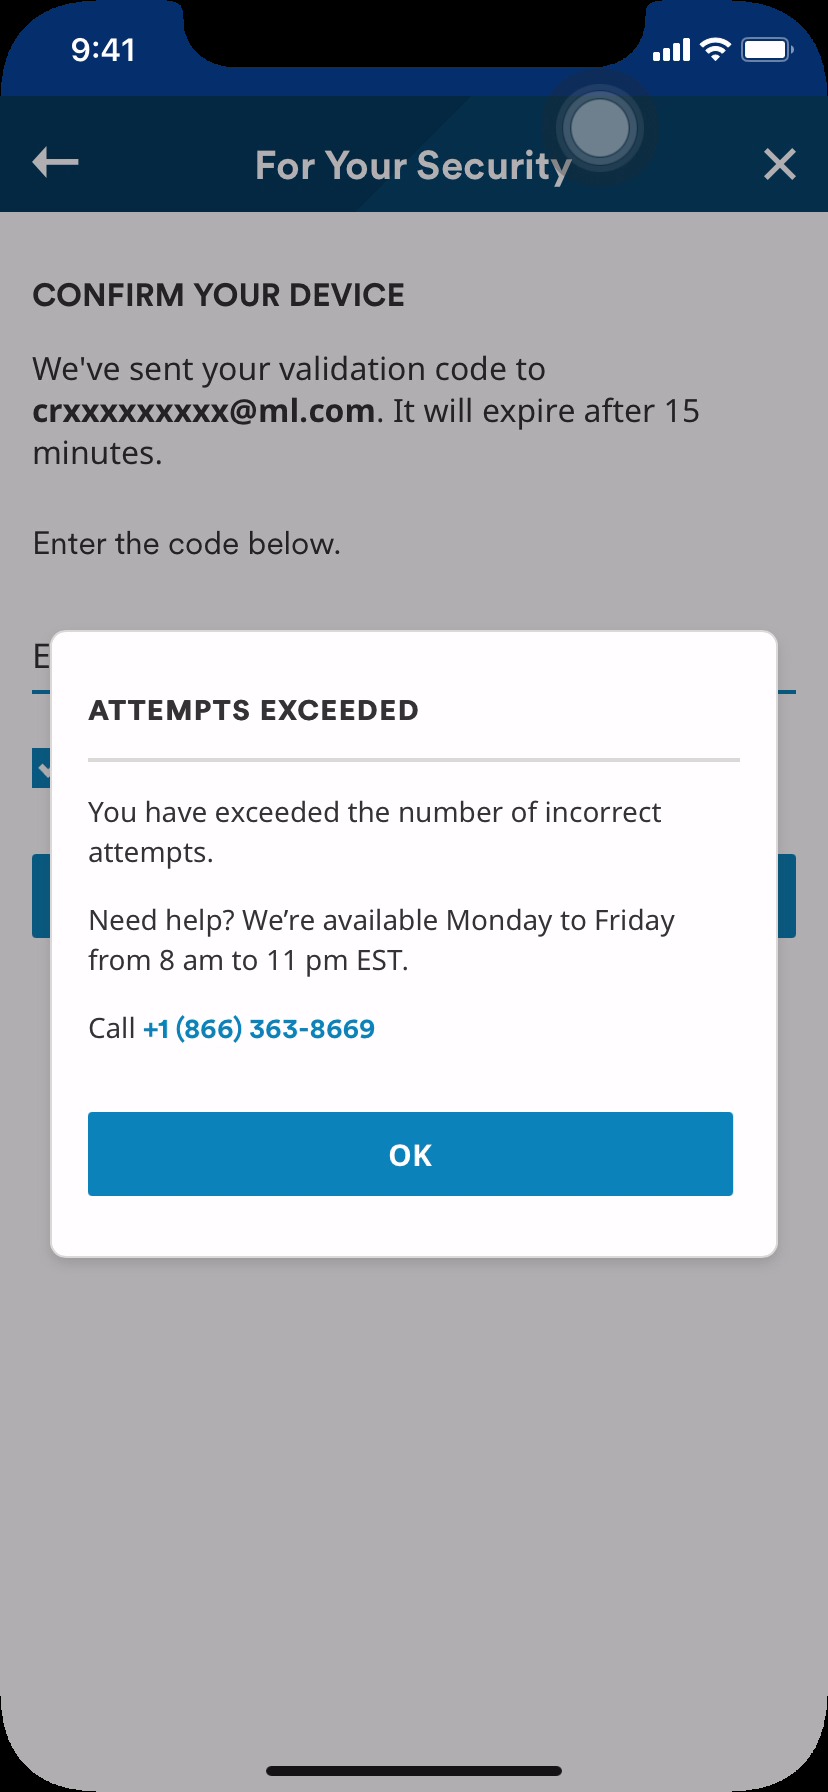 9:41
For Your Security
CONFIRM YOUR DEVICE
We've sent your validation code to
crxxxxxxxxx@ml.com. It will expire after 15
minutes.
Enter the code below.
E
ATTEMPTS EXCEEDED
You have exceeded the number of incorrect
attempts.
Need help? We’re available Monday to Friday
from 8 am to 11 pm EST.
Call +1 (866) 363-8669
OK